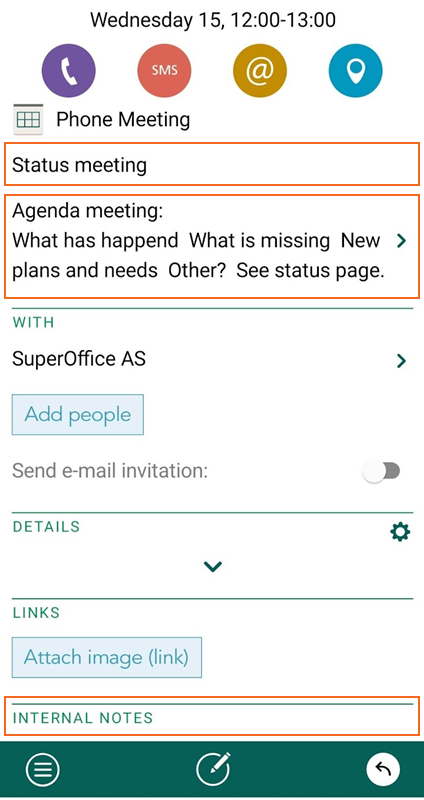 Wednesday 15, 12:00-13:00
SMS
@
Phone Meeting
Status meeting
Agenda meeting:
What has happend  What is missing  New
plans and needs  Other?  See status page.
WITH
SuperOffice AS
Add people
Send e-mail invitation:
DETAILS
LINKS
Attach image (link)
INTERNAL NOTES